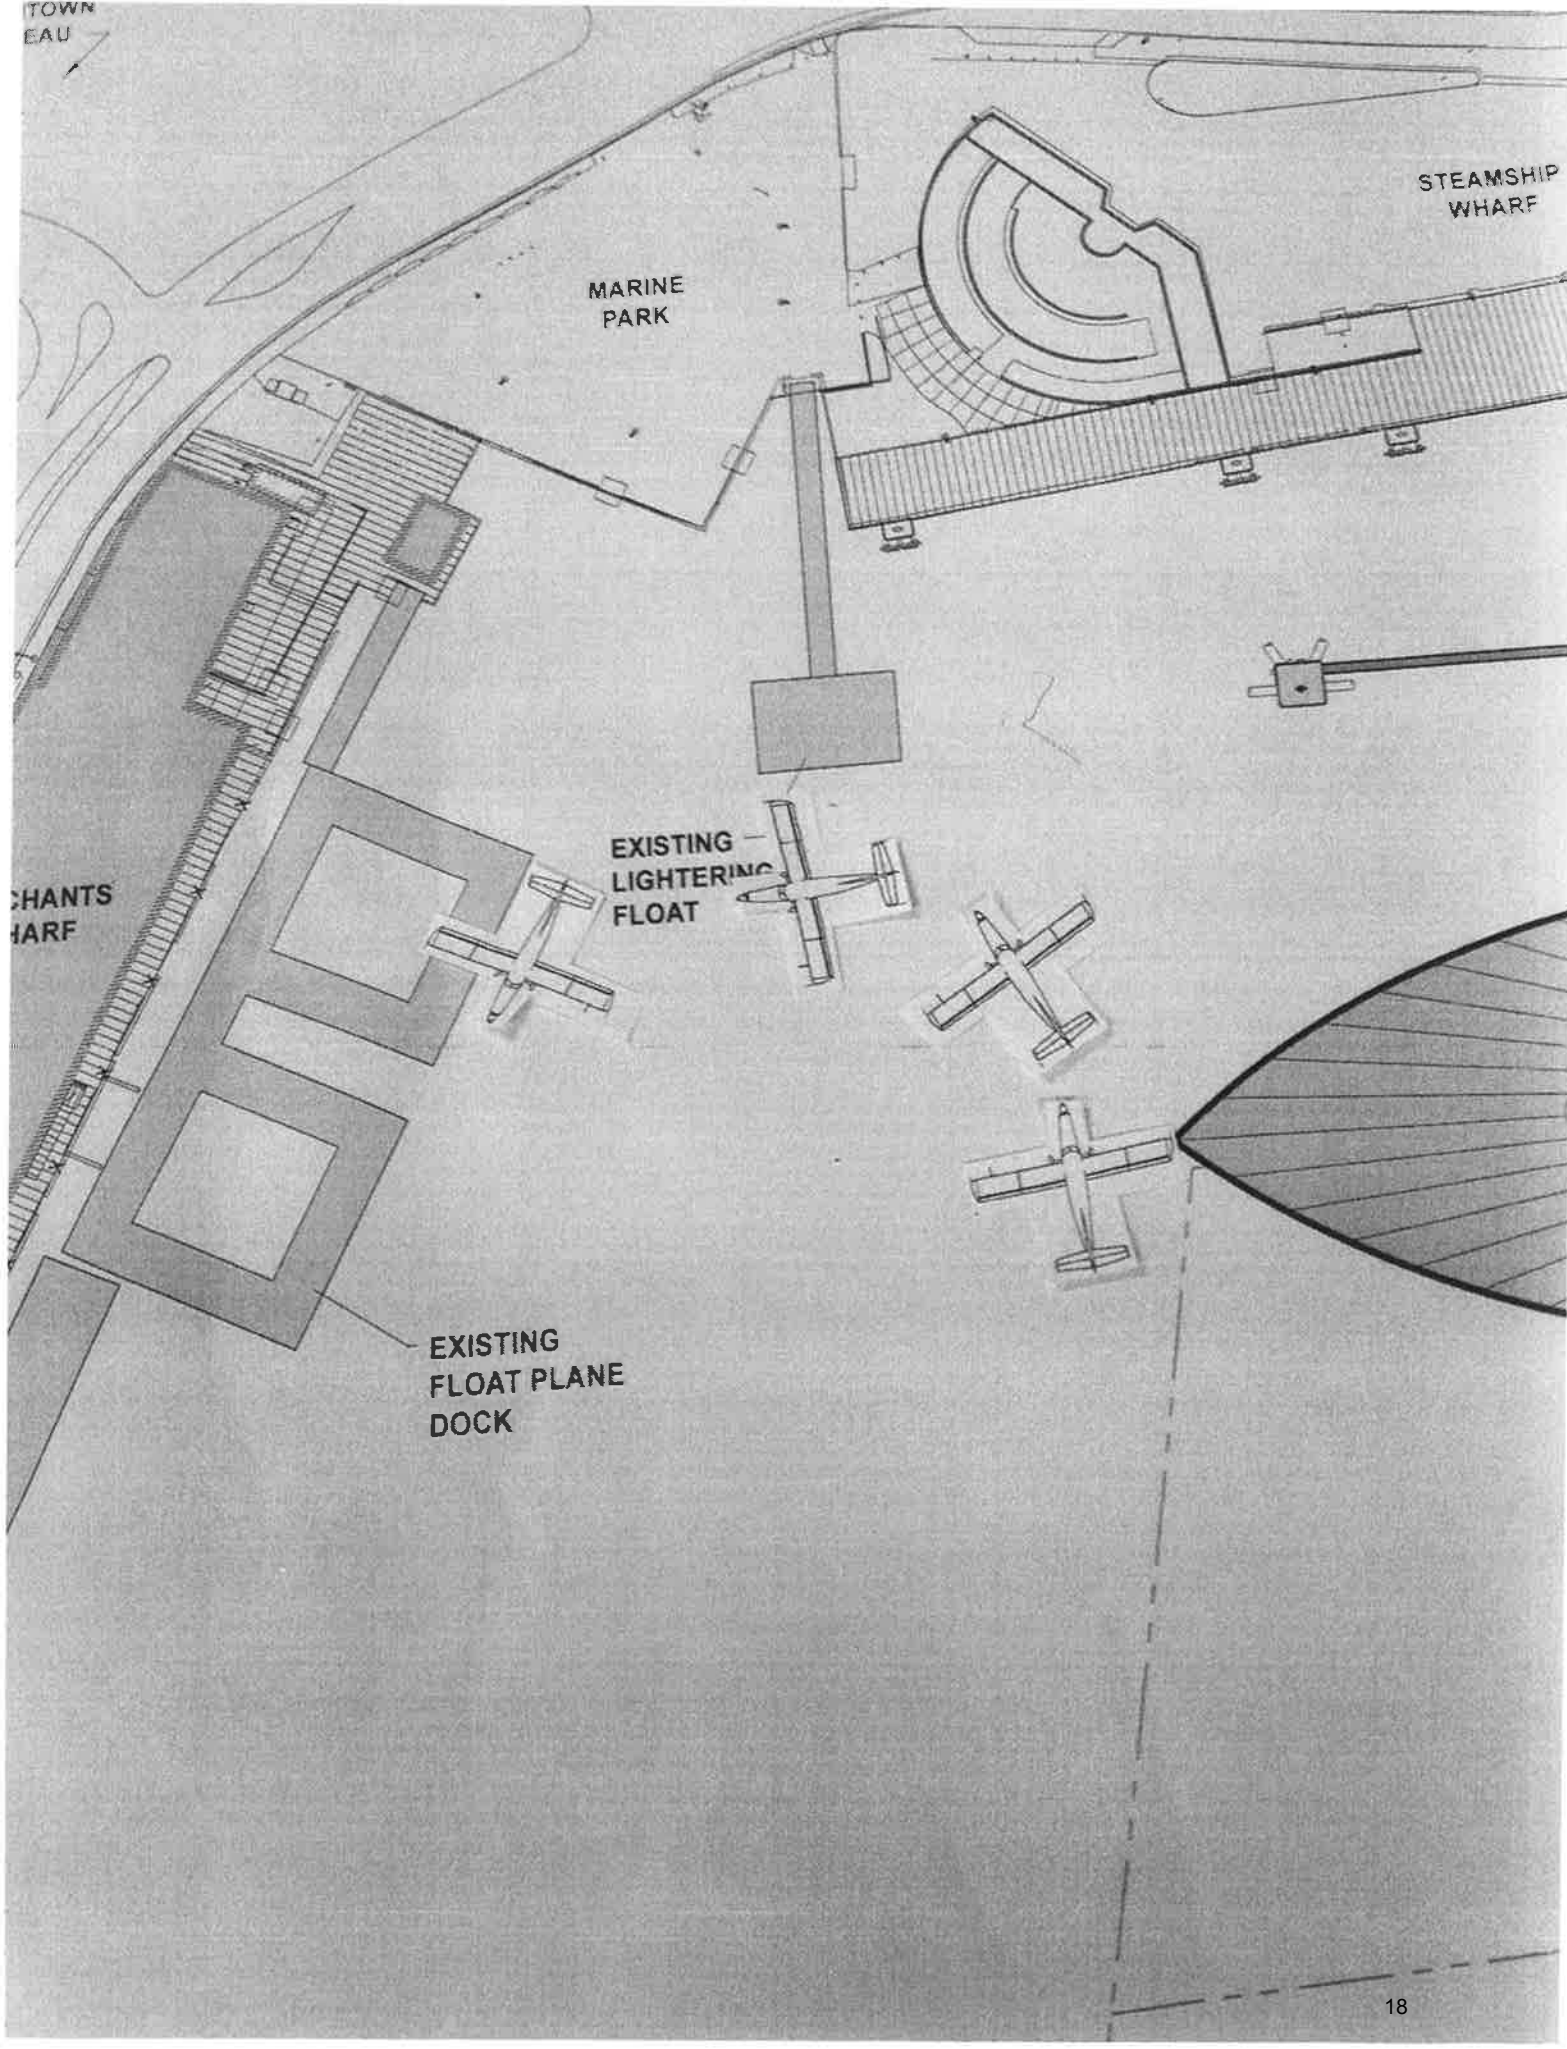 TOWN
EAU
STEAMSHIP
WHARF
MARINE
PARK
EXISTING
LIGHTERING
FLOAT
CHANTS
HARF
EXISTING
FLOAT PLANE
DOCK
18